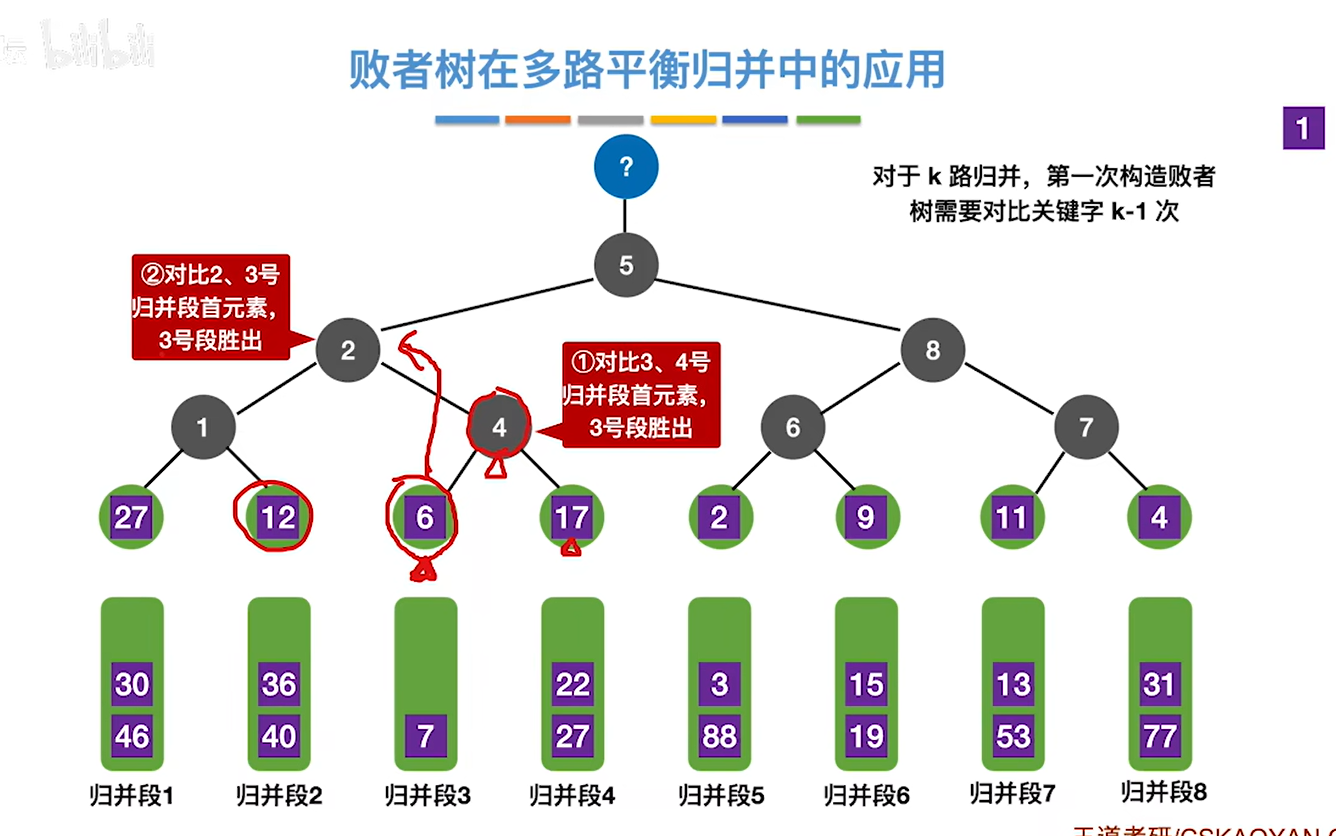 bilibili
败者树在多路平衡归并中的应用
1
?
对于 k 路归并，第一次构造败者
树需要对比关键字 k-1 次
5
②对比2、3号
归并段首元素，
3号段胜出
2
8
①对比3、4号
归并段首元素，
3号段胜出
1
4
6
7
27 12 6 17 2 9 11 4
30 36 22 3 15 13 31
46 40 7 27 88 19 53 77
归并段1 归并段2 归并段3 归并段4 归并段5 归并段6 归并段7 归并段8